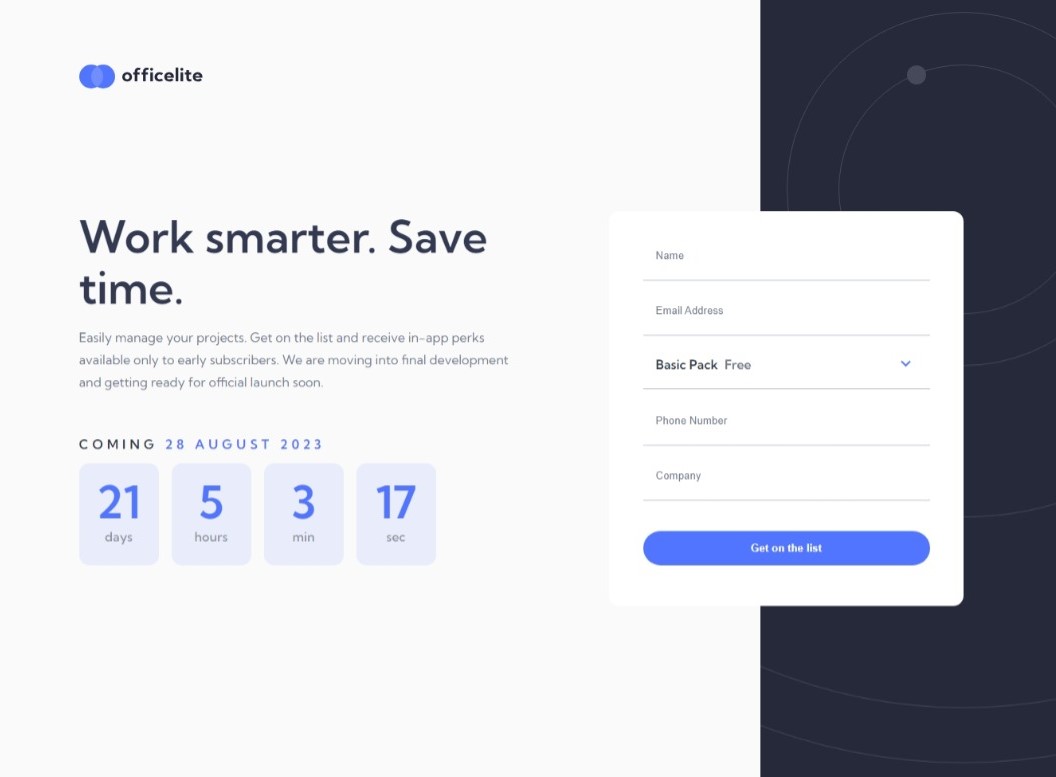 officelite
Work smarter. Save
time.
Easily manage your projects. Get on the list and receive in-app perks
available only to early subscribers. We are moving into final development
and getting ready for official launch soon.
COMING 28 AUGUST 2023
21 5 3 17
days hours min sec
Name
Email Address
Basic Pack Free
Phone Number
Company
Get on the list